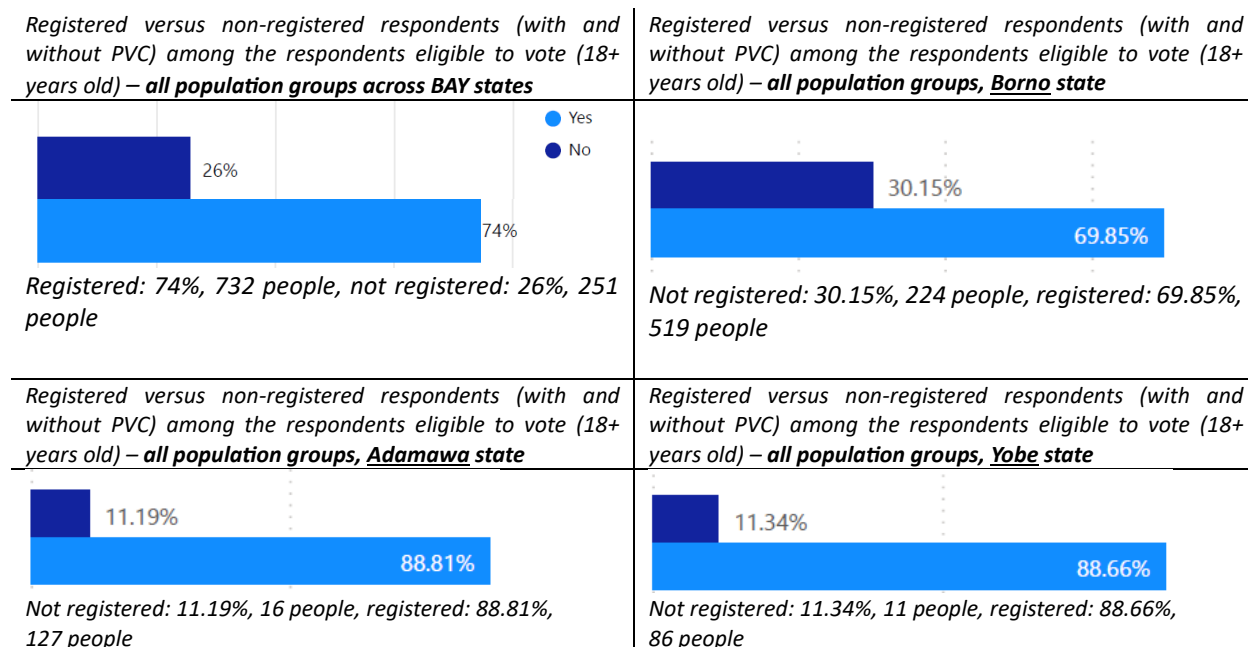 Registered versus non-registered respondents (with and
without PVC) among the respondents eligible to vote (18+
years old) – all population groups across BAY states
Registered versus non-registered respondents (with and
without PVC) among the respondents eligible to vote (18+
years old) – all population groups, Borno state
Yes
No
26%
74%
Registered: 74%, 732 people, not registered: 26%, 251
people
30.15%
69.85%
Not registered: 30.15%, 224 people, registered: 69.85%,
519 people
Registered versus non-registered respondents (with and
without PVC) among the respondents eligible to vote (18+
years old) – all population groups, Adamawa state
Registered versus non-registered respondents (with and
without PVC) among the respondents eligible to vote (18+
years old) – all population groups, Yobe state
11.19%
88.81%
Not registered: 11.19%, 16 people, registered: 88.81%,
127 people
11.34%
88.66%
Not registered: 11.34%, 11 people, registered: 88.66%,
86 people